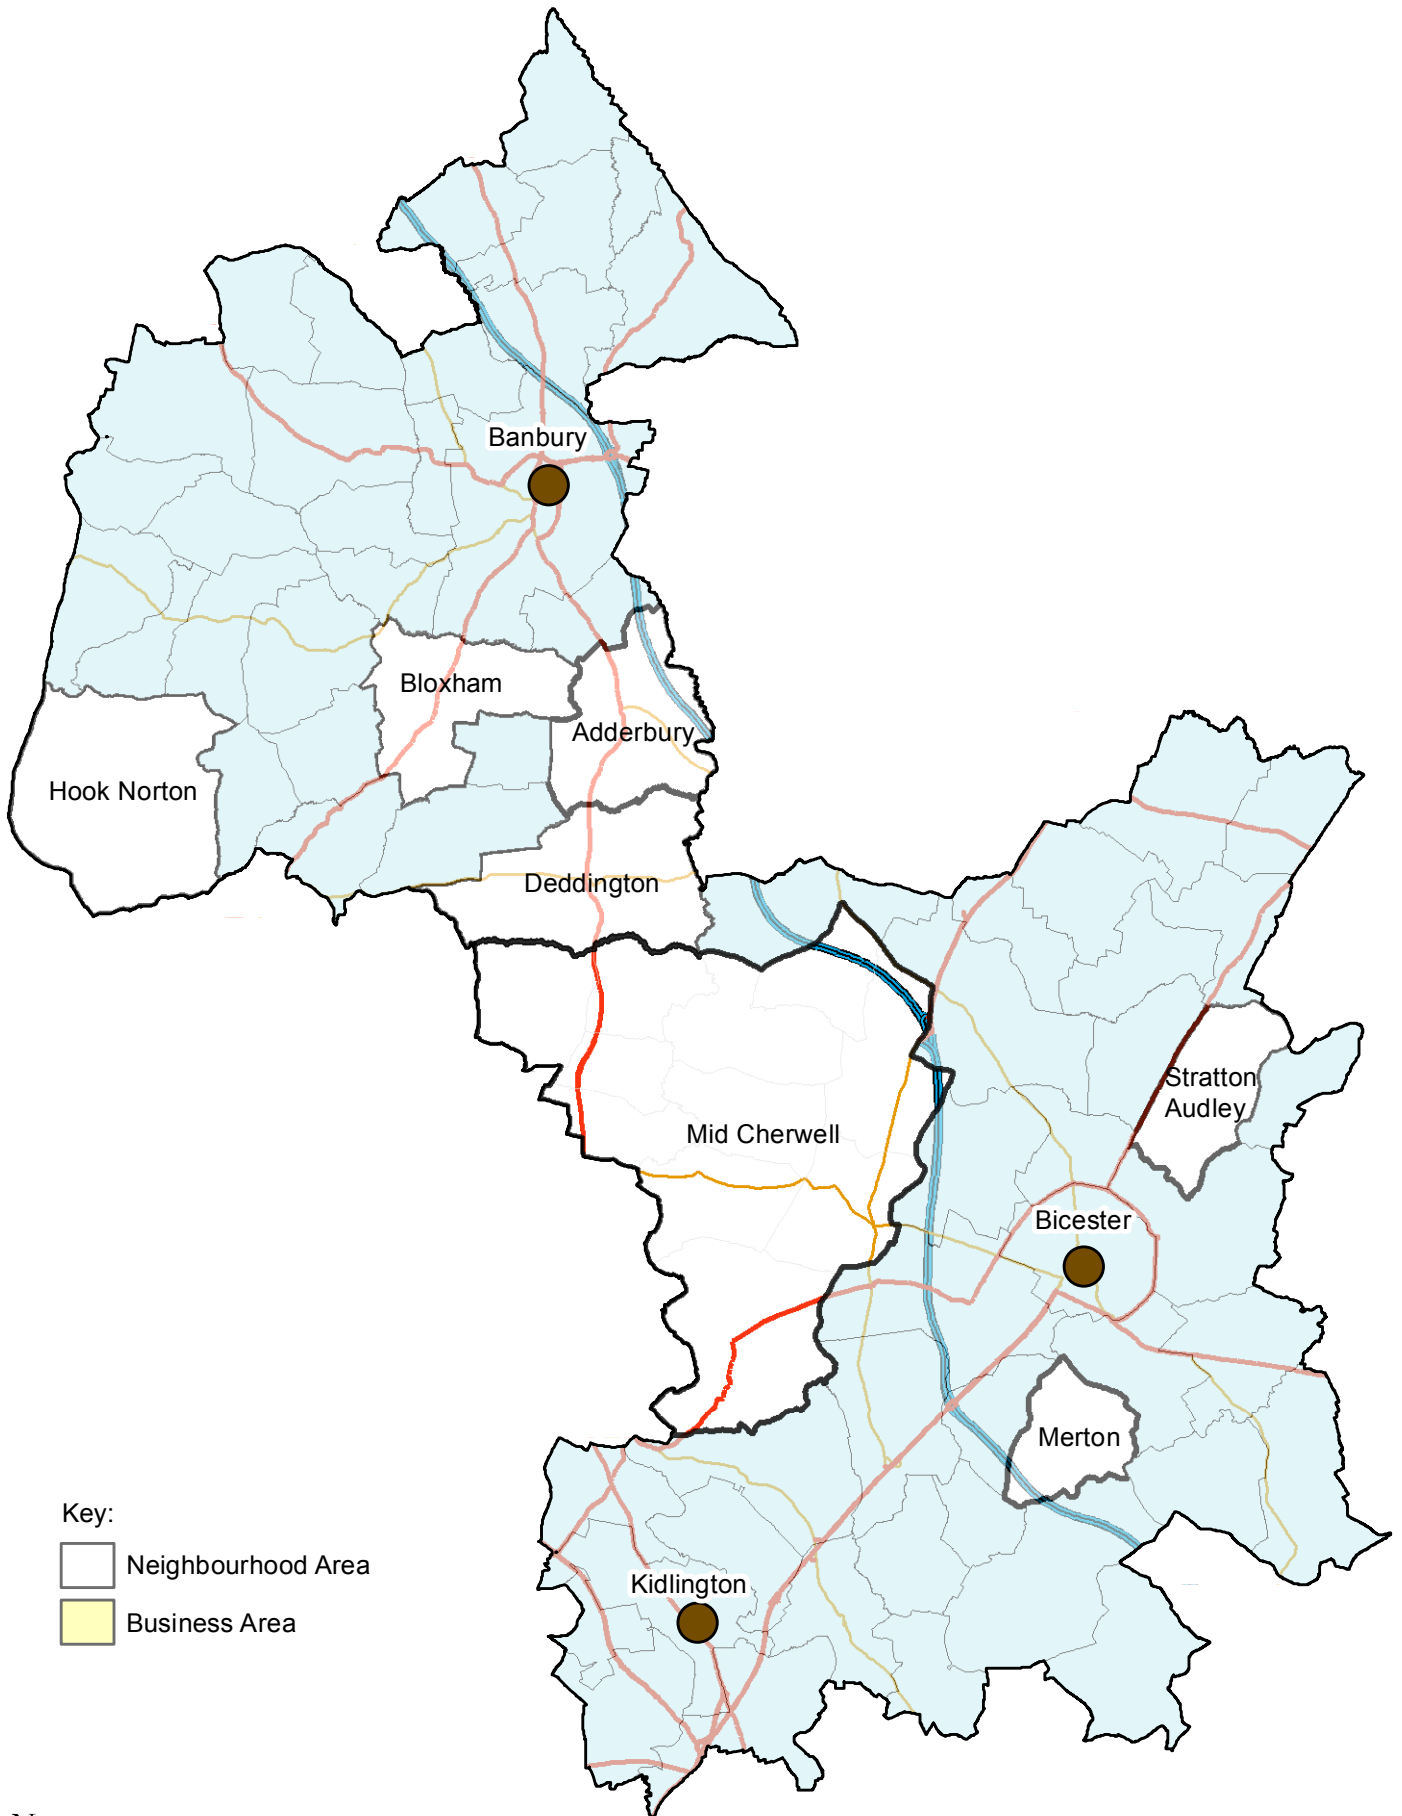 Banbury
Bloxham
Adderbury
Hook Norton
Deddington
Stratton
Audley
Mid Cherwell
Bicester
Merton
Key:
Neighbourhood Area
Business Area
Kidlington